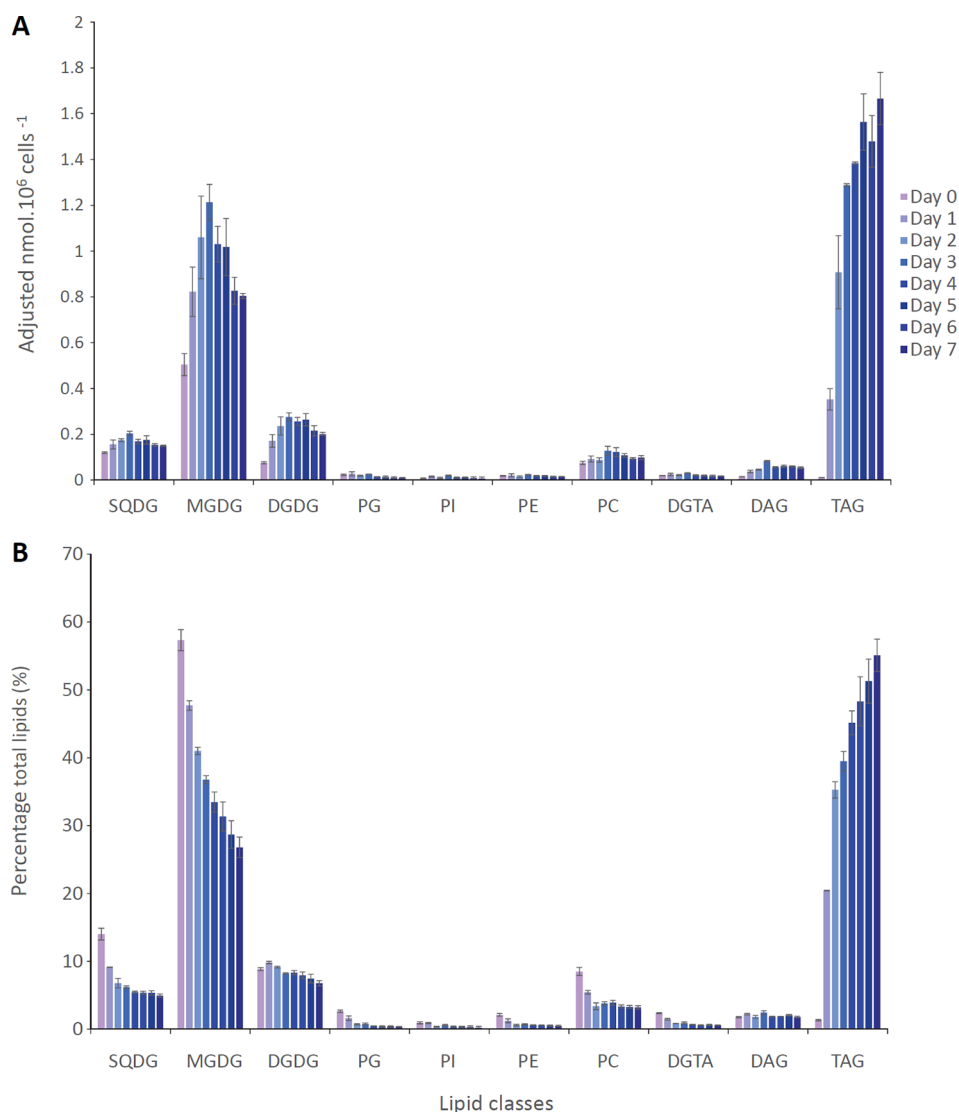 A
Adjusted nmol.10⁶ cells ⁻¹
2
1.8
1.6
1.4
1.2
1
0.8
0.6
0.4
0.2
0
SQDG MGDG DGDG PG PI PE PC DGTA DAG TAG
Day 0
Day 1
Day 2
Day 3
Day 4
Day 5
Day 6
Day 7
B
Percentage total lipids (%)
70
60
50
40
30
20
10
0
SQDG MGDG DGDG PG PI PE PC DGTA DAG TAG
Lipid classes